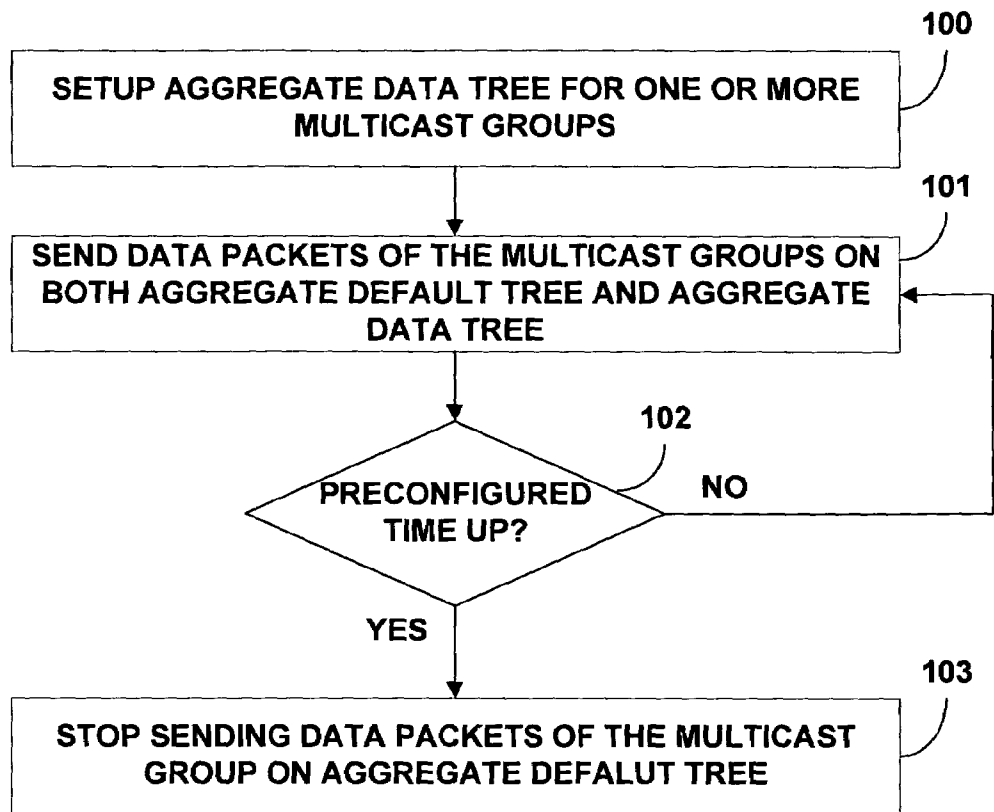 100
SETUP AGGREGATE DATA TREE FOR ONE OR MORE
MULTICAST GROUPS
101
SEND DATA PACKETS OF THE MULTICAST GROUPS ON
BOTH AGGREGATE DEFAULT TREE AND AGGREGATE
DATA TREE
102
PRECONFIGURED
TIME UP?
NO
YES
103
STOP SENDING DATA PACKETS OF THE MULTICAST
GROUP ON AGGREGATE DEFALUT TREE